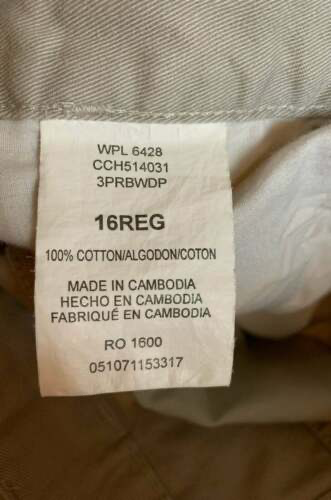 WPL 6428
CCH514031
3PRBWDP
16REG
100% COTTON/ALGODON/COTON
MADE IN CAMBODIA
HECHO EN CAMBODIA
FABRIQUÉ EN CAMBODIA
RO 1600
051071153317